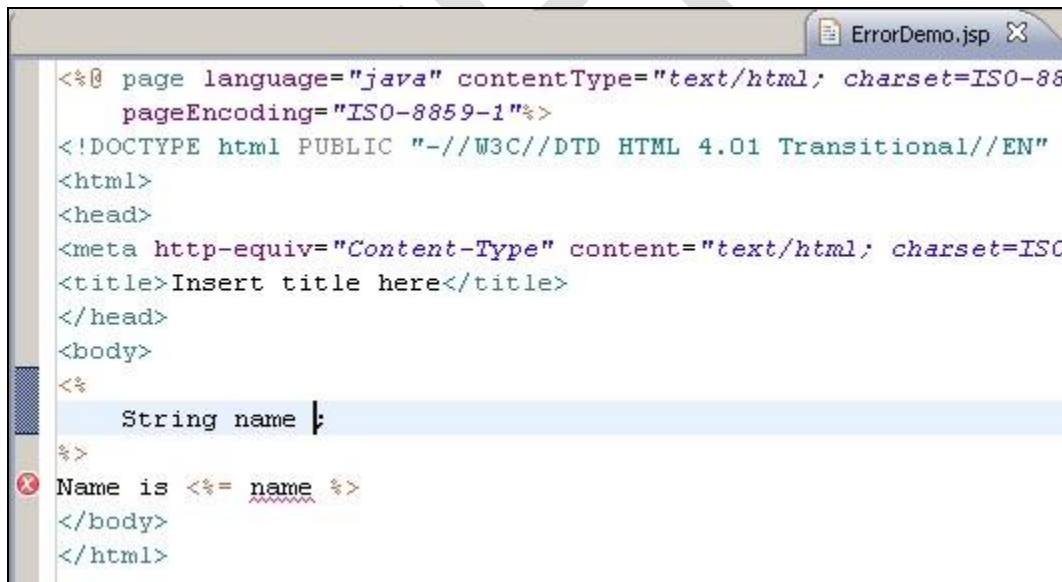 ErrorDemo.jsp
<%@ page language="java" contentType="text/html; charset=ISO-88
pageEncoding="ISO-8859-1"%>
<!DOCTYPE html PUBLIC "-//W3C//DTD HTML 4.01 Transitional//EN"
<html>
<head>
<meta http-equiv="Content-Type" content="text/html; charset=ISO
<title>Insert title here</title>
</head>
<body>
<%
String name ;
%>
Name is <%= name %>
</body>
</html>